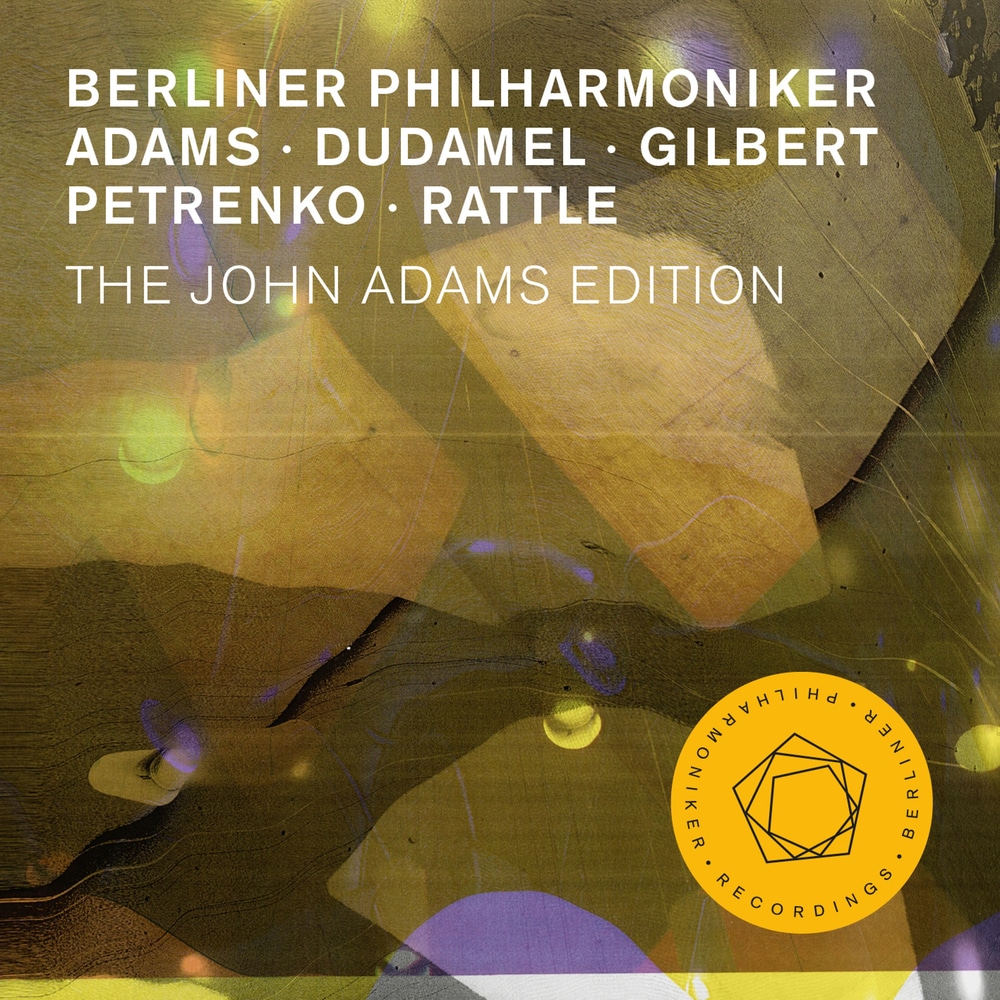 BERLINER PHILHARMONIKER
ADAMS · DUDAMEL · GILBERT
PETRENKO · RATTLE
THE JOHN ADAMS EDITION
BERLINER • PHILHARMONIKER • RECORDINGS •